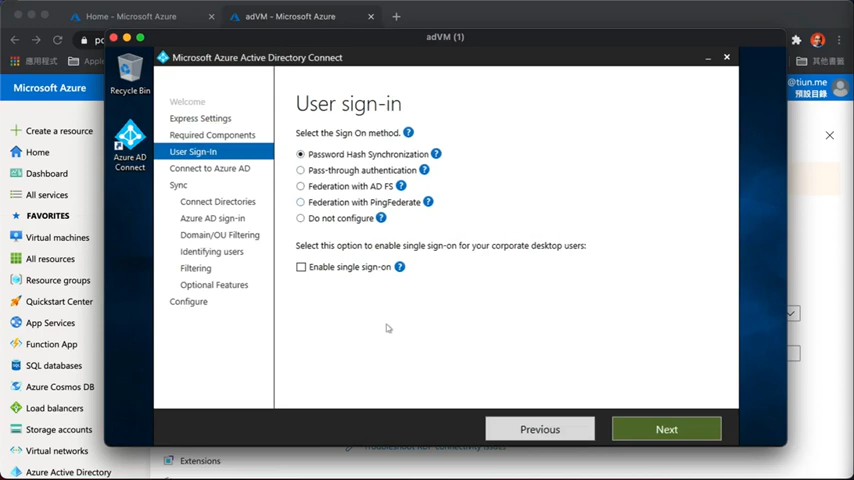 Home - Microsoft Azure
adVM - Microsoft Azure
adVM (1)
應用程式
其他書籤
Microsoft Azure
@tiun.me
預設目錄
Create a resource
Home
Dashboard
All services
FAVORITES
Virtual machines
All resources
Resource groups
Quickstart Center
App Services
Function App
SQL databases
Azure Cosmos DB
Load balancers
Storage accounts
Virtual networks
Azure Active Directory
Extensions
Recycle Bin
Azure AD
Connect
Microsoft Azure Active Directory Connect
Welcome
Express Settings
Required Components
User Sign-In
Connect to Azure AD
Sync
Connect Directories
Azure AD sign-in
Domain/OU Filtering
Identifying users
Filtering
Optional Features
Configure
User sign-in
Select the Sign On method. ?
Password Hash Synchronization ?
Pass-through authentication ?
Federation with AD FS ?
Federation with PingFederate ?
Do not configure ?
Select this option to enable single sign-on for your corporate desktop users:
Enable single sign-on ?
Previous
Next